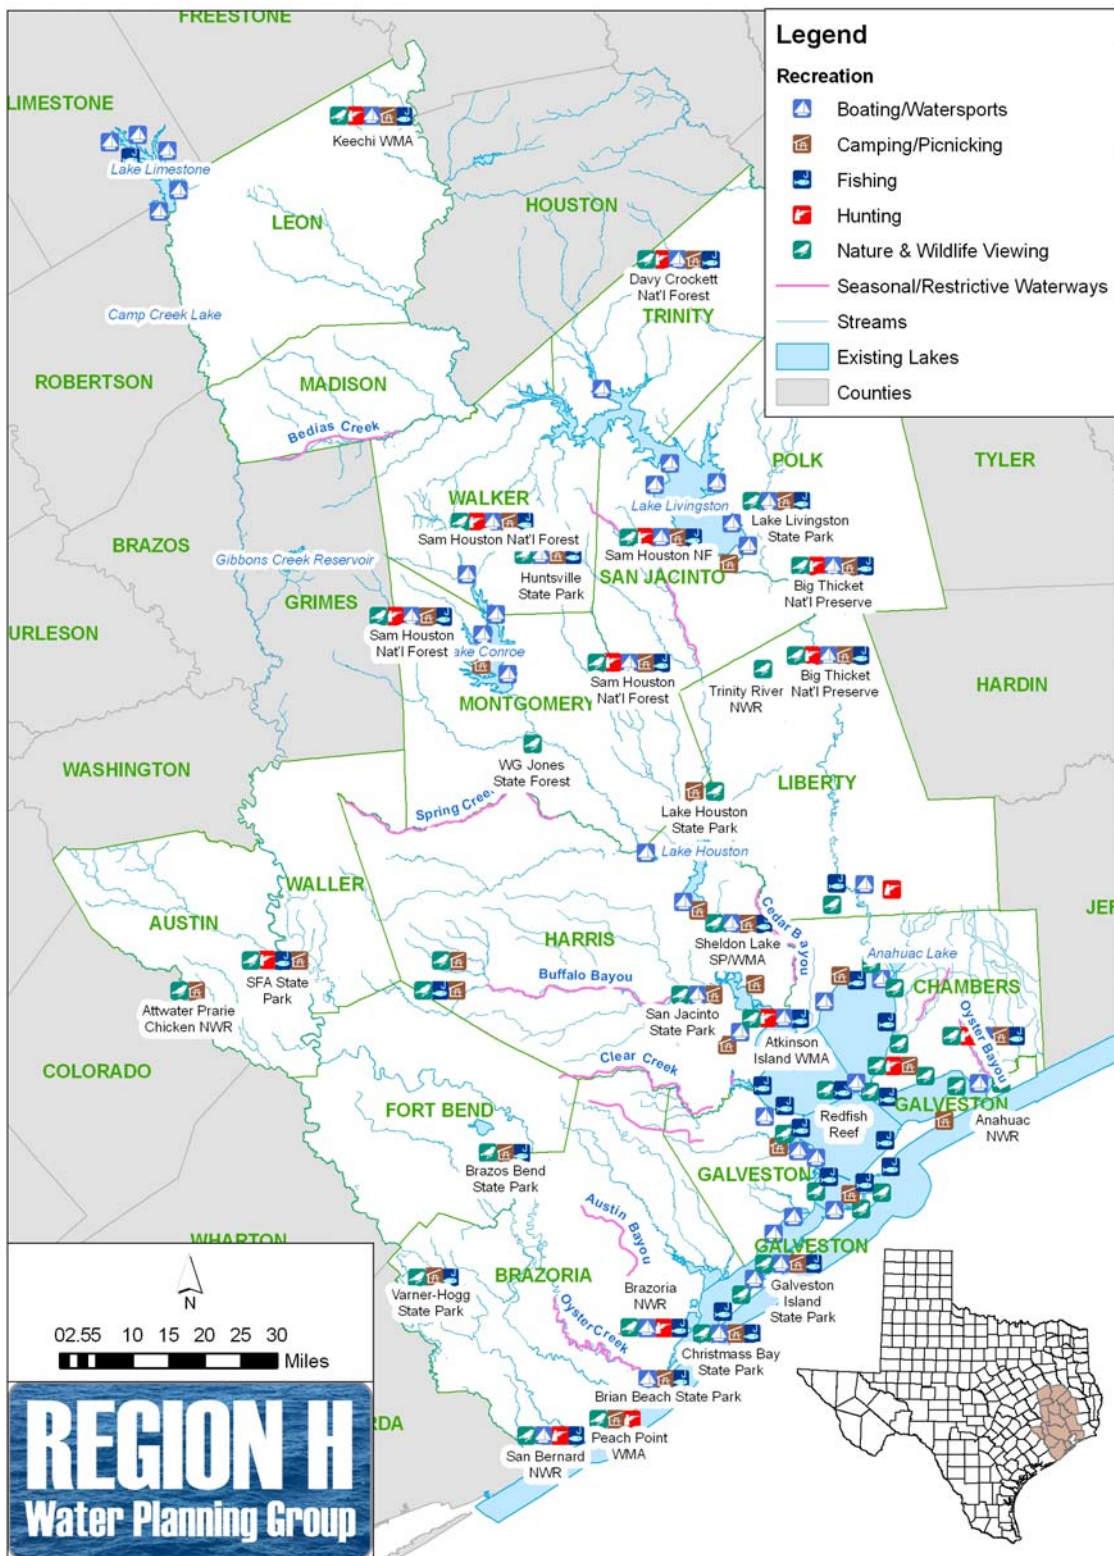 FREESTONE
LIMESTONE
Keechi WMA
Lake Limestone
LEON
HOUSTON
Davy Crockett
Nat'l Forest
TRINITY
Camp Creek Lake
ROBERTSON
MADISON
Bedias Creek
Legend
Recreation
Boating/Watersports
Camping/Picnicking
Fishing
Hunting
Nature & Wildlife Viewing
Seasonal/Restrictive Waterways
Streams
Existing Lakes
Counties
POLK
TYLER
WALKER
Sam Houston Nat'l Forest
Lake Livingston
Lake Livingston
State Park
BRAZOS
Gibbons Creek Reservoir
Huntsville
State Park
Sam Houston NF
SAN JACINTO
Big Thicket
Nat'l Preserve
GRIMES
URLESON
Sam Houston
Nat'l Forest
ake Conroe
Sam Houston
Nat'l Forest
MONTGOMERY
Trinity River
NWR
Big Thicket
Nat'l Preserve
HARDIN
WASHINGTON
WG Jones
State Forest
LIBERTY
Spring Cree
Lake Houston
State Park
Lake Houston
WALLER
AUSTIN
HARRIS
Cedar Bayou
JEF
Sheldon Lake
SP/WMA
Anahuac Lake
CHAMBERS
SFA State
Park
Buffalo Bayou
Attwater Prarie
Chicken NWR
San Jacinto
State Park
Atkinson
Island WMA
Oyster Bayou
COLORADO
Clear Creek
FORT BEND
Redfish
Reef
GALVESTON
Anahuac
NWR
Brazos Bend
State Park
GALVESTON
Austin Bayou
WHARTON
GALVESTON
BRAZORIA
Varner-Hogg
State Park
Brazoria
NWR
Galveston
Island
State Park
Oyster Creek
Christmass Bay
State Park
Brian Beach State Park
Peach Point
WMA
San Bernard
NWR
RDA
N
02.55 10 15 20 25 30
Miles
REGION H
Water Planning Group